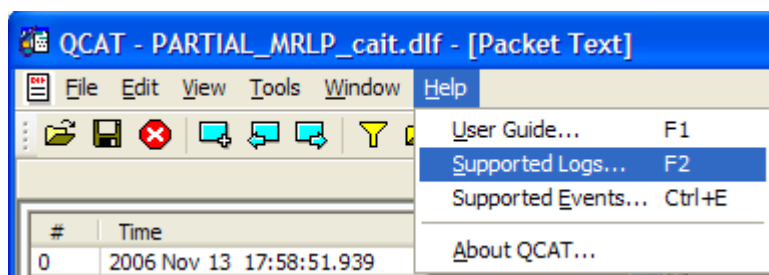 QCAT - PARTIAL_MRLP_cait.dlf - [Packet Text]
File Edit View Tools Window Help
User Guide... F1
Supported Logs... F2
Supported Events... Ctrl+E
About QCAT...
# Time
0 2006 Nov 13 17:58:51.939